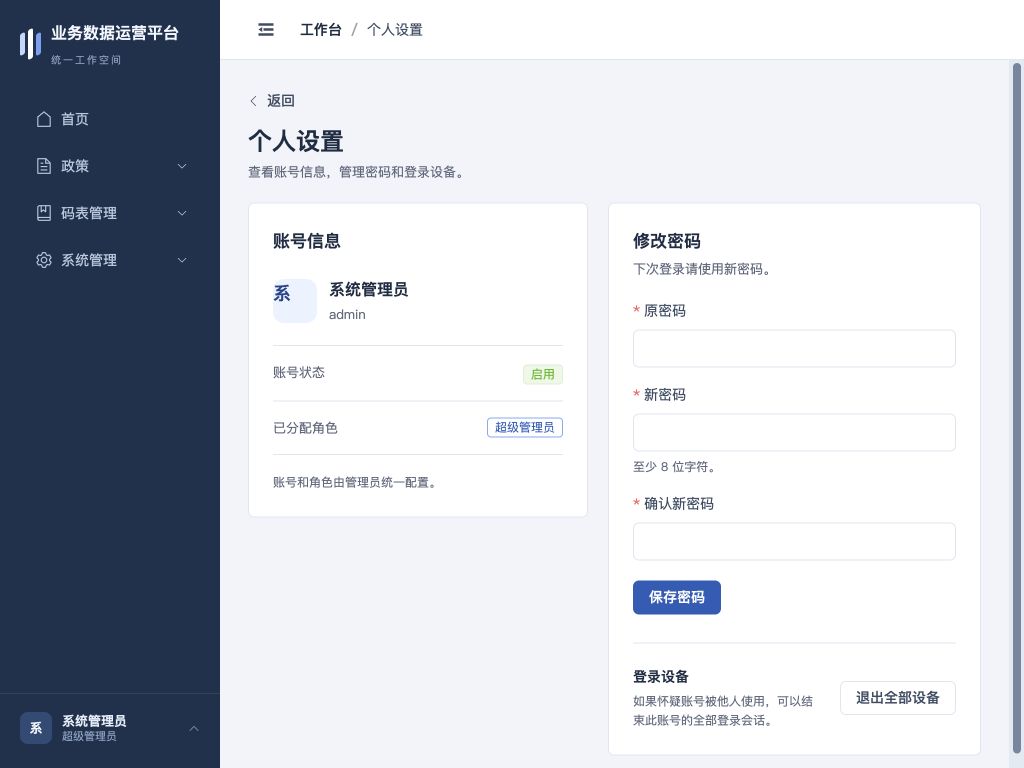 业务数据运营平台
统一工作空间
首页
政策
码表管理
系统管理
系
系统管理员
超级管理员
工作台 / 个人设置
返回
个人设置
查看账号信息，管理密码和登录设备。
账号信息
系
系统管理员
admin
账号状态
启用
已分配角色
超级管理员
账号和角色由管理员统一配置。
修改密码
下次登录请使用新密码。
* 原密码
* 新密码
至少 8 位字符。
* 确认新密码
保存密码
登录设备
如果怀疑账号被他人使用，可以结
束此账号的全部登录会话。
退出全部设备